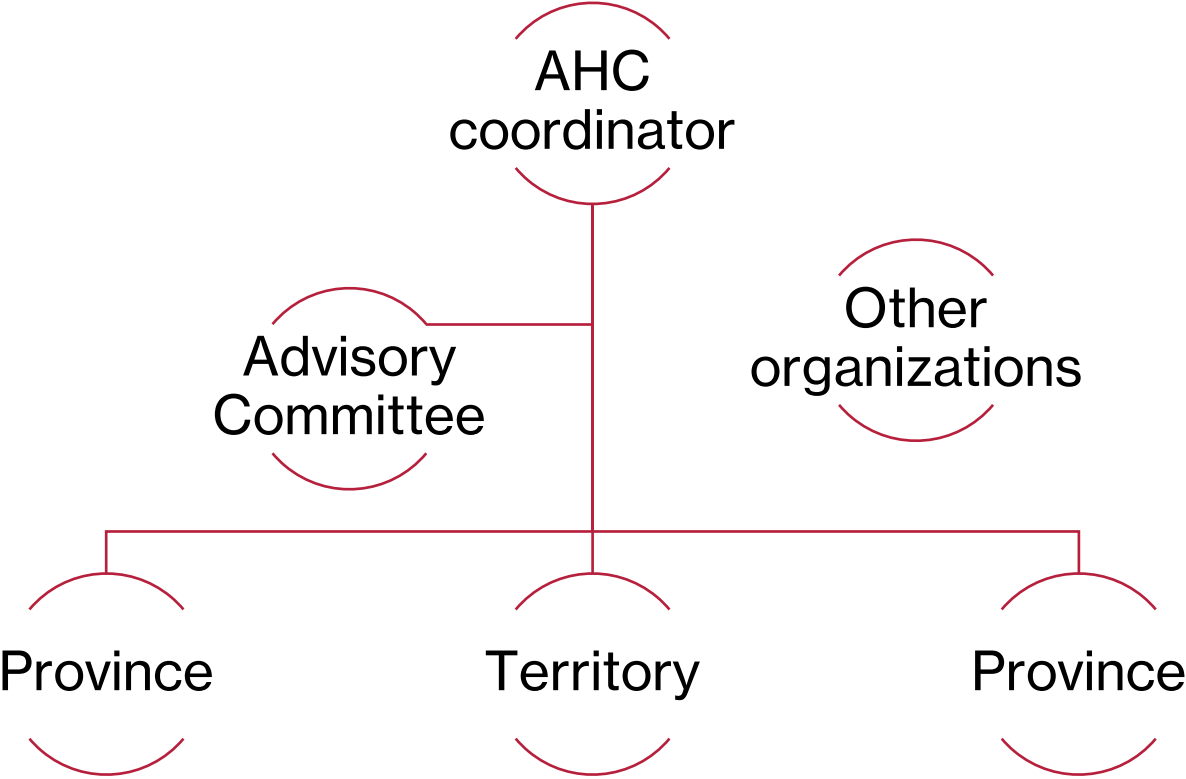 AHC
coordinator
Other
organizations
Advisory
Committee
Province
Territory
Province